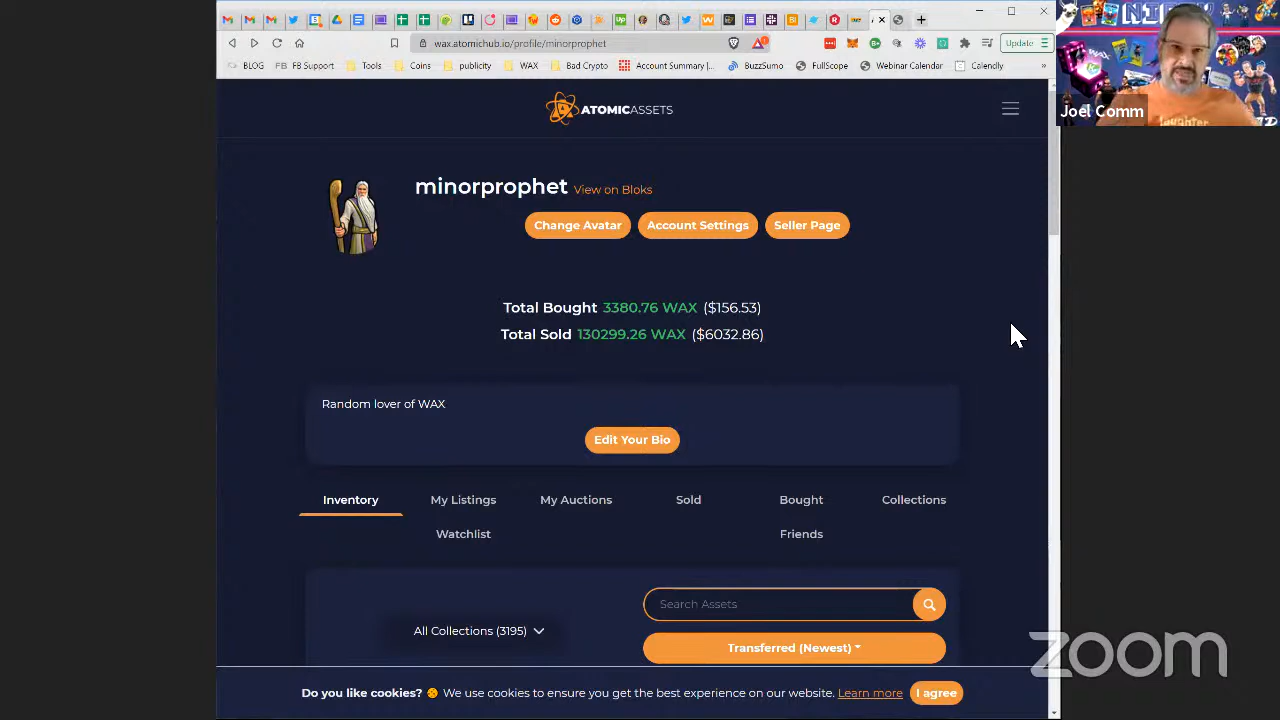 Update
wax.atomichub.io/profile/minorprophet
BLOG
FB Support
Travel
Coins
publicity
WAX
Bad Crypto
Account Summary |...
BuzzSumo
FullScope
Webinar Calendar
Calendly
»
Joel Comm
ATOMICASSETS
minorprophet View on Bloks
Change Avatar Account Settings Seller Page
Total Bought 3380.76 WAX ($156.53)
Total Sold 130299.26 WAX ($6032.86)
Random lover of WAX
Edit Your Bio
Inventory My Listings My Auctions Sold Bought Collections
Watchlist Friends
Search Assets
All Collections (3195)
Transferred (Newest)
Do you like cookies? We use cookies to ensure you get the best experience on our website. Learn more I agree
zoom